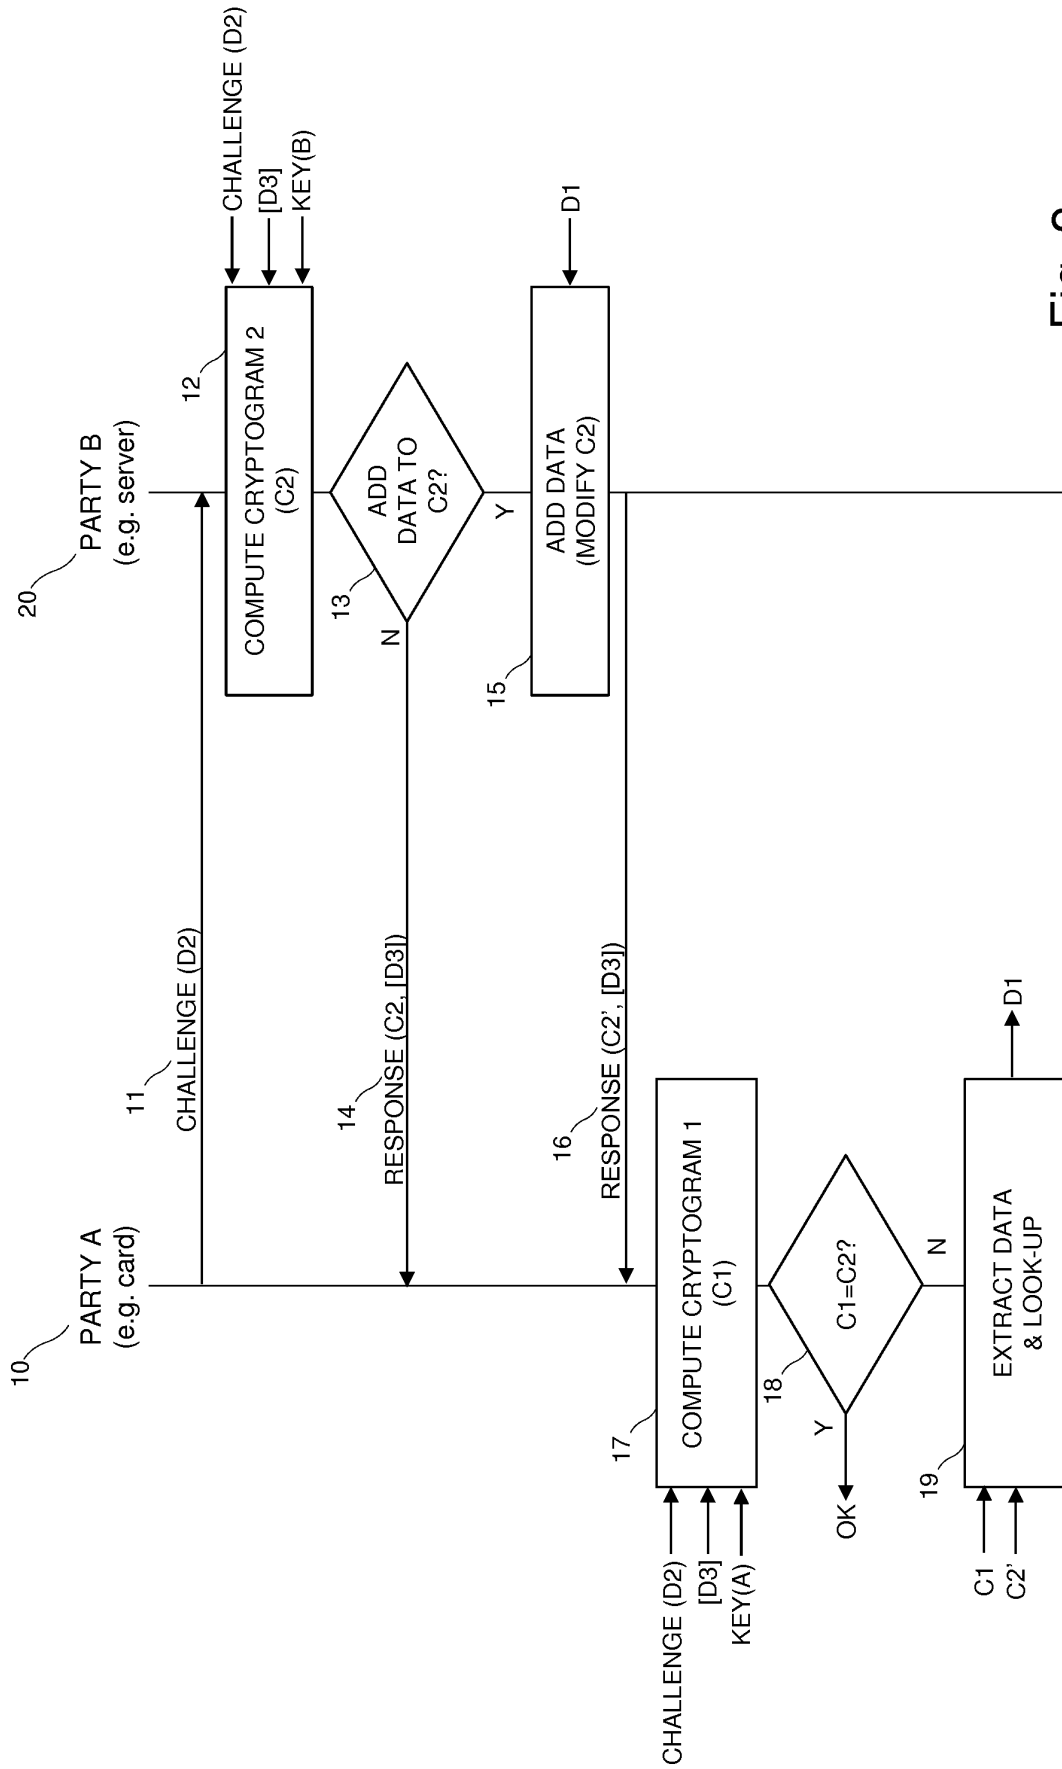 10
PARTY A
(e.g. card)
20
PARTY B
(e.g. server)
11
CHALLENGE (D2)
12
COMPUTE CRYPTOGRAM 2
(C2)
CHALLENGE (D2)
[D3]
KEY(B)
13
ADD
DATA TO
C2?
N
Y
14
RESPONSE (C2, [D3])
15
ADD DATA
(MODIFY C2)
D1
16
RESPONSE (C2', [D3])
17
COMPUTE CRYPTOGRAM 1
(C1)
CHALLENGE (D2)
[D3]
KEY(A)
18
C1=C2?
Y
OK
N
19
EXTRACT DATA
& LOOK-UP
C1
C2'
D1